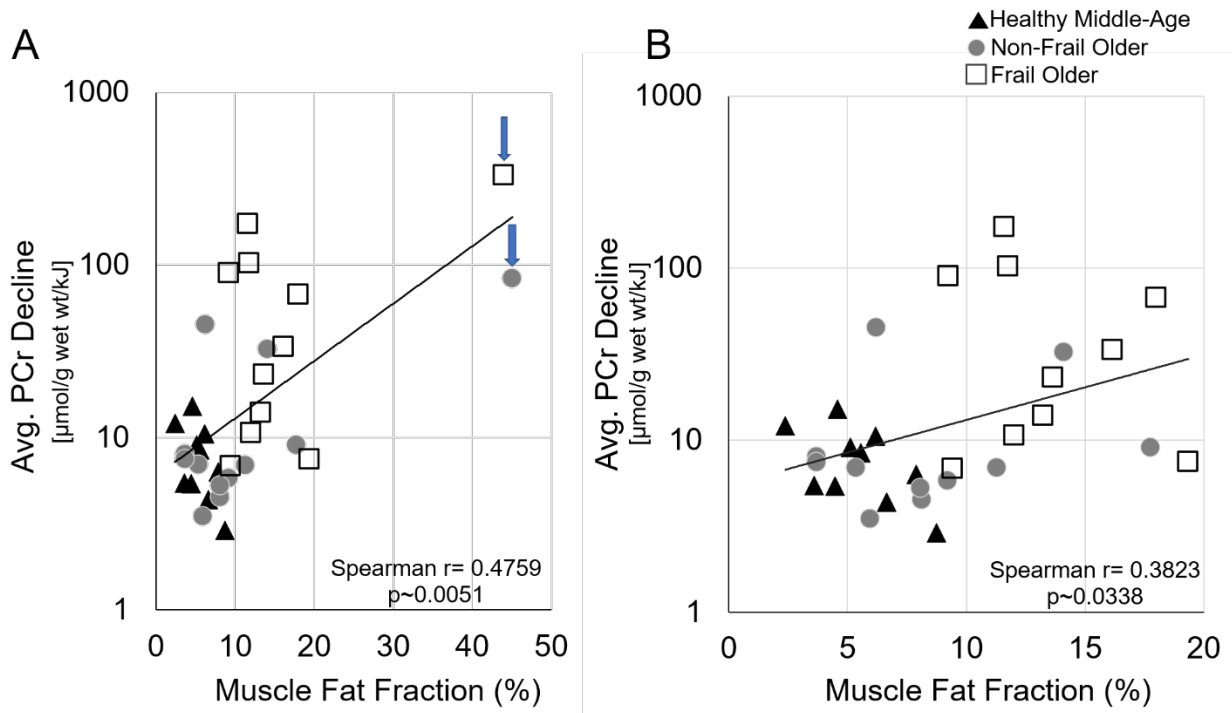 A
B
Healthy Middle-Age
Non-Frail Older
Frail Older
1000
100
10
1
Avg. PCr Decline
[µmol/g wet wt/kJ]
Spearman r= 0.4759
p~0.0051
0 10 20 30 40 50
Muscle Fat Fraction (%)
1000
100
10
1
Avg. PCr Decline
[µmol/g wet wt/kJ]
Spearman r= 0.3823
p~0.0338
0 5 10 15 20
Muscle Fat Fraction (%)